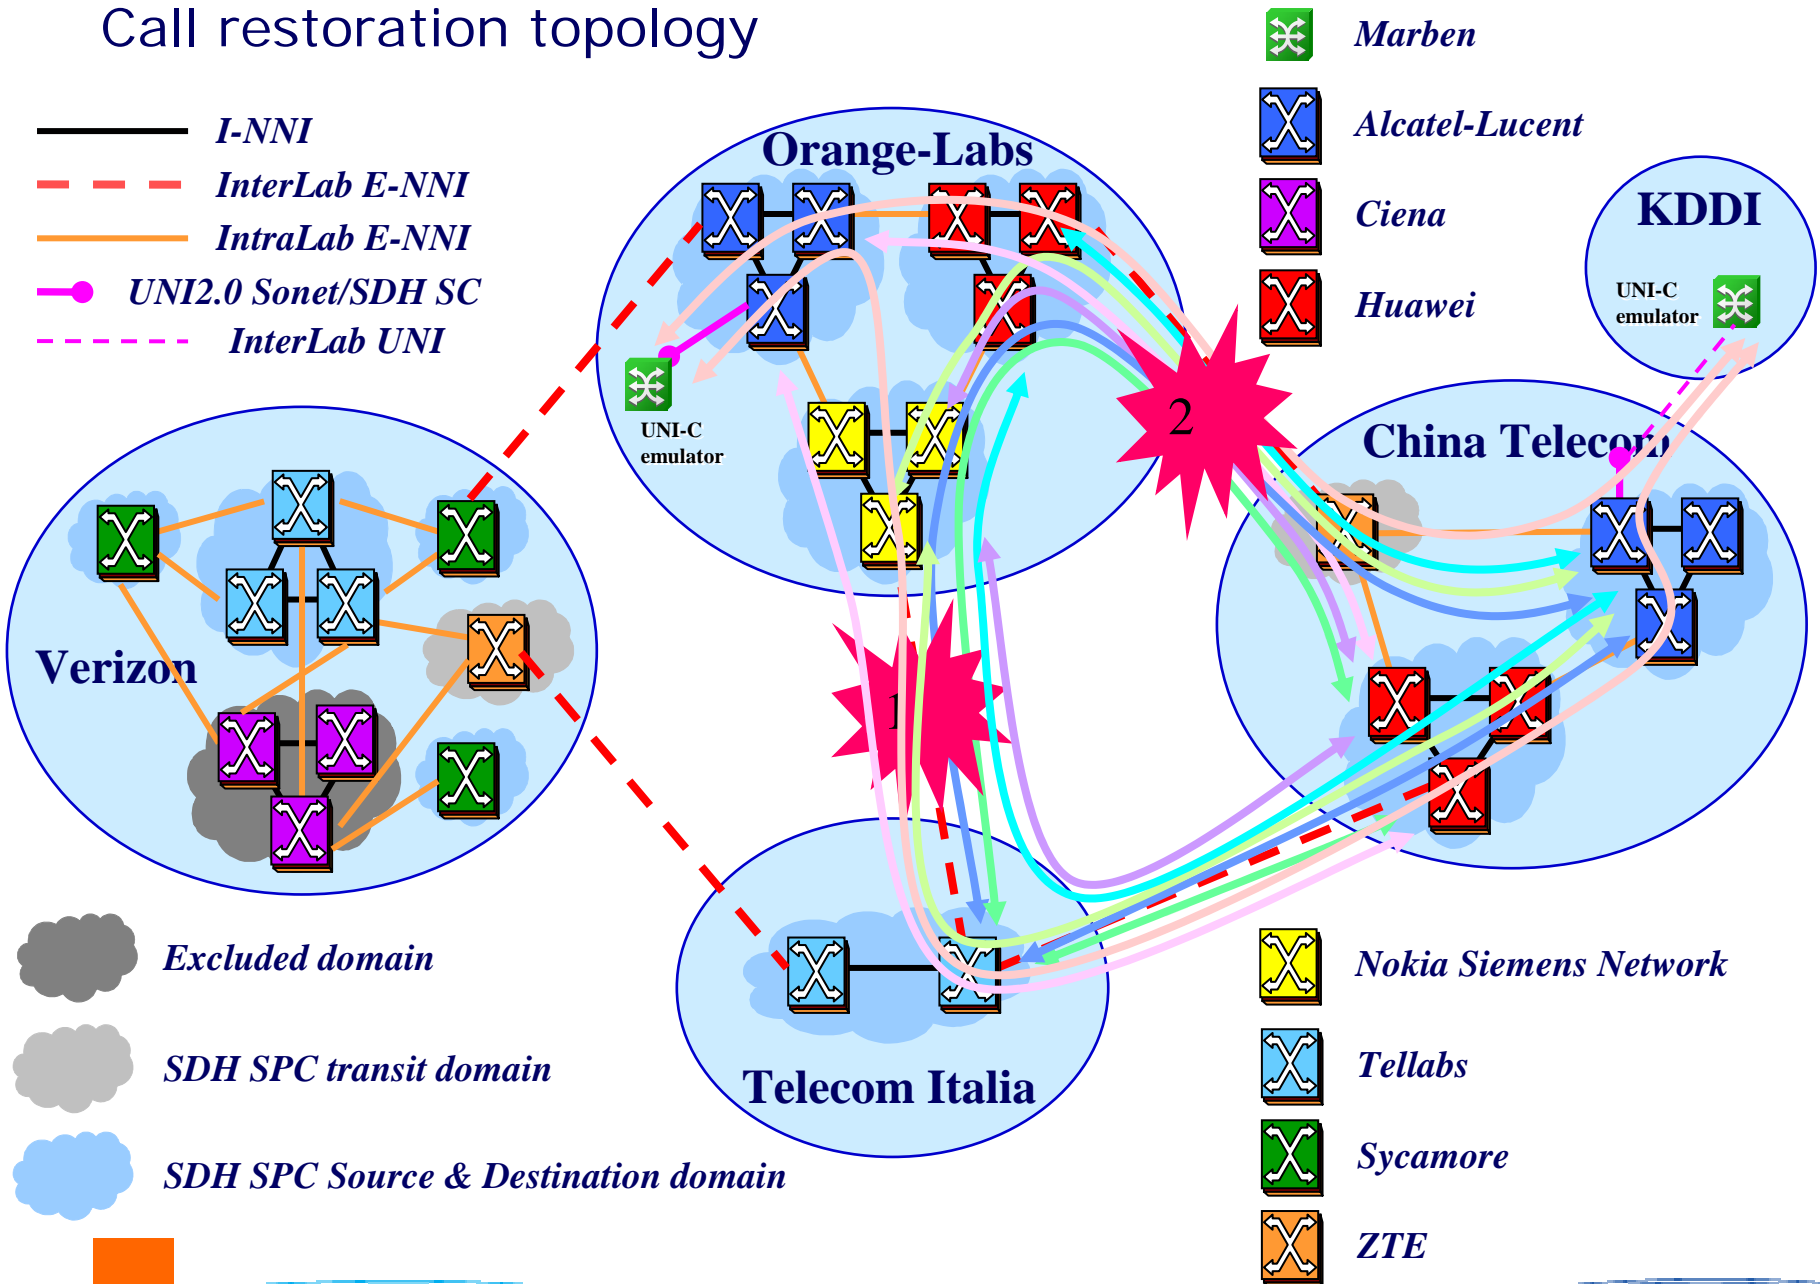 Call restoration topology
I-NNI
InterLab E-NNI
IntraLab E-NNI
UNI2.0 Sonet/SDH SC
InterLab UNI
Marben
Alcatel-Lucent
Ciena
Huawei
Orange-Labs
KDDI
UNI-C
emulator
UNI-C
emulator
2
China Telecom
Verizon
1
Telecom Italia
Excluded domain
SDH SPC transit domain
SDH SPC Source & Destination domain
Nokia Siemens Network
Tellabs
Sycamore
ZTE